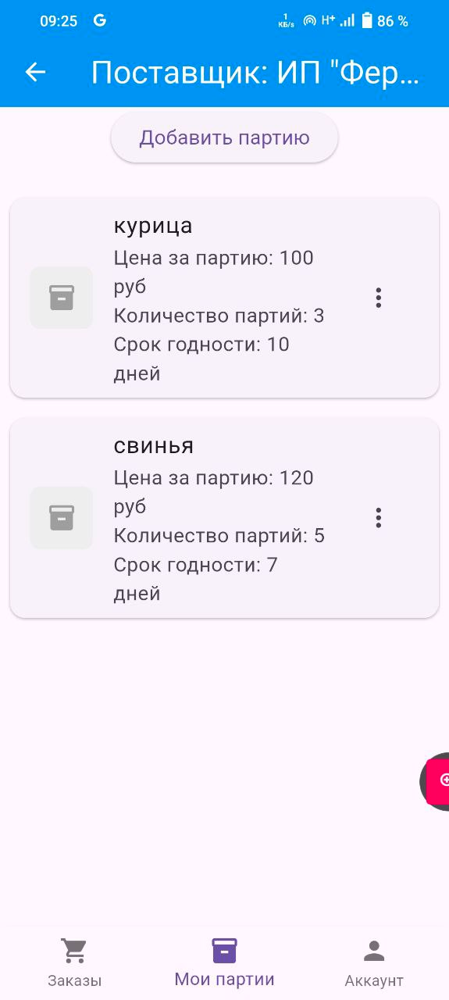 09:25 G 1 КБ/s H+ 86 %
Поставщик: ИП "Фер...
Добавить партию
курица
Цена за партию: 100
руб
Количество партий: 3
Срок годности: 10
дней
свинья
Цена за партию: 120
руб
Количество партий: 5
Срок годности: 7
дней
Заказы Мои партии Аккаунт